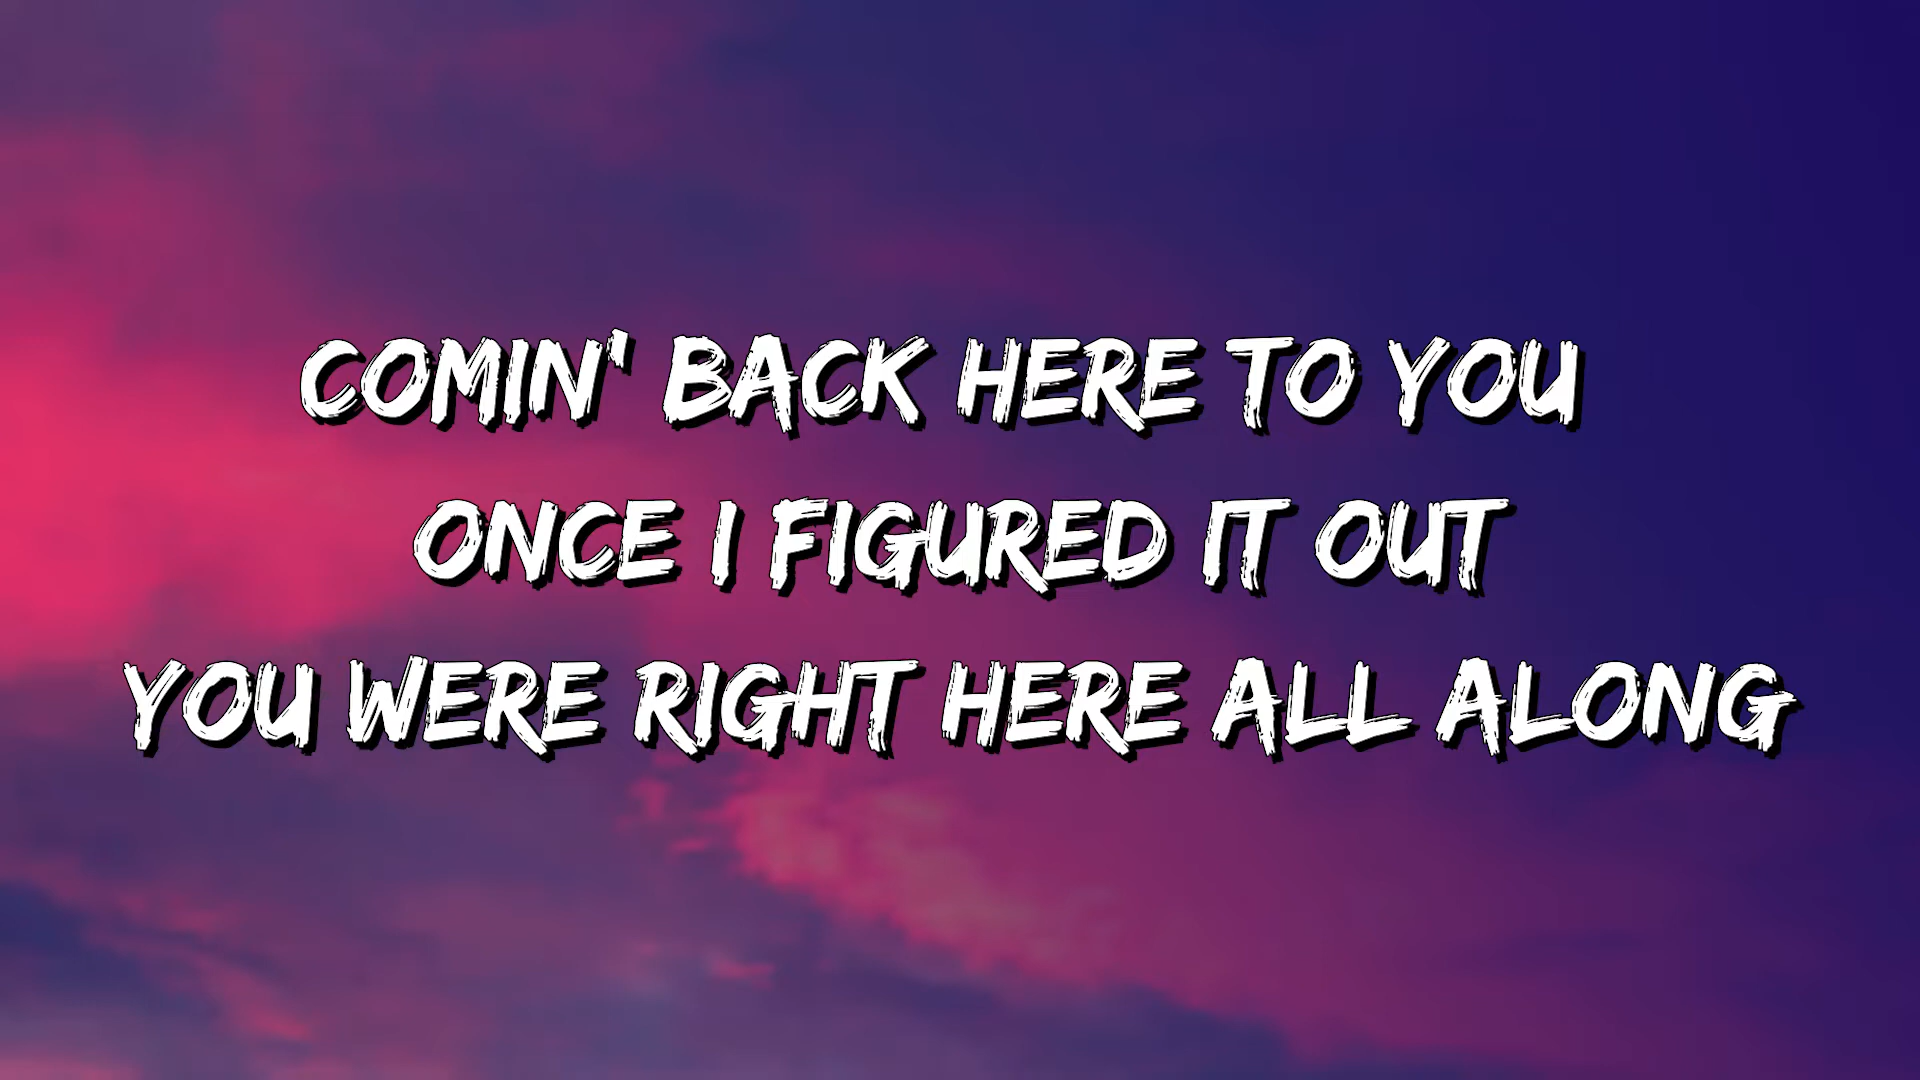 COMIN' BACK HERE TO YOU
ONCE I FIGURED IT OUT
YOU WERE RIGHT HERE ALL ALONG